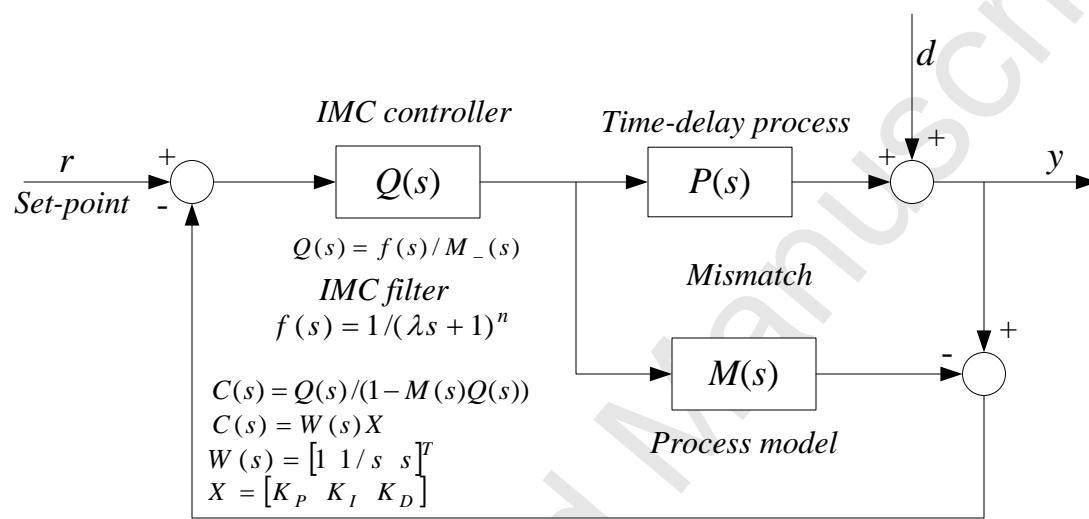 d
IMC controller
Time-delay process
r
+
-
Set-point
Q(s)
P(s)
+
+
y
Q(s) = f(s)/M_(s)
IMC filter
f(s) = 1/(λs+1)^n
Mismatch
+
-
M(s)
Process model
C(s) = Q(s)/(1−M(s)Q(s))
C(s) = W(s)X
W(s) = [1 1/s s]^T
X = [K_P K_I K_D]
d Manuscri